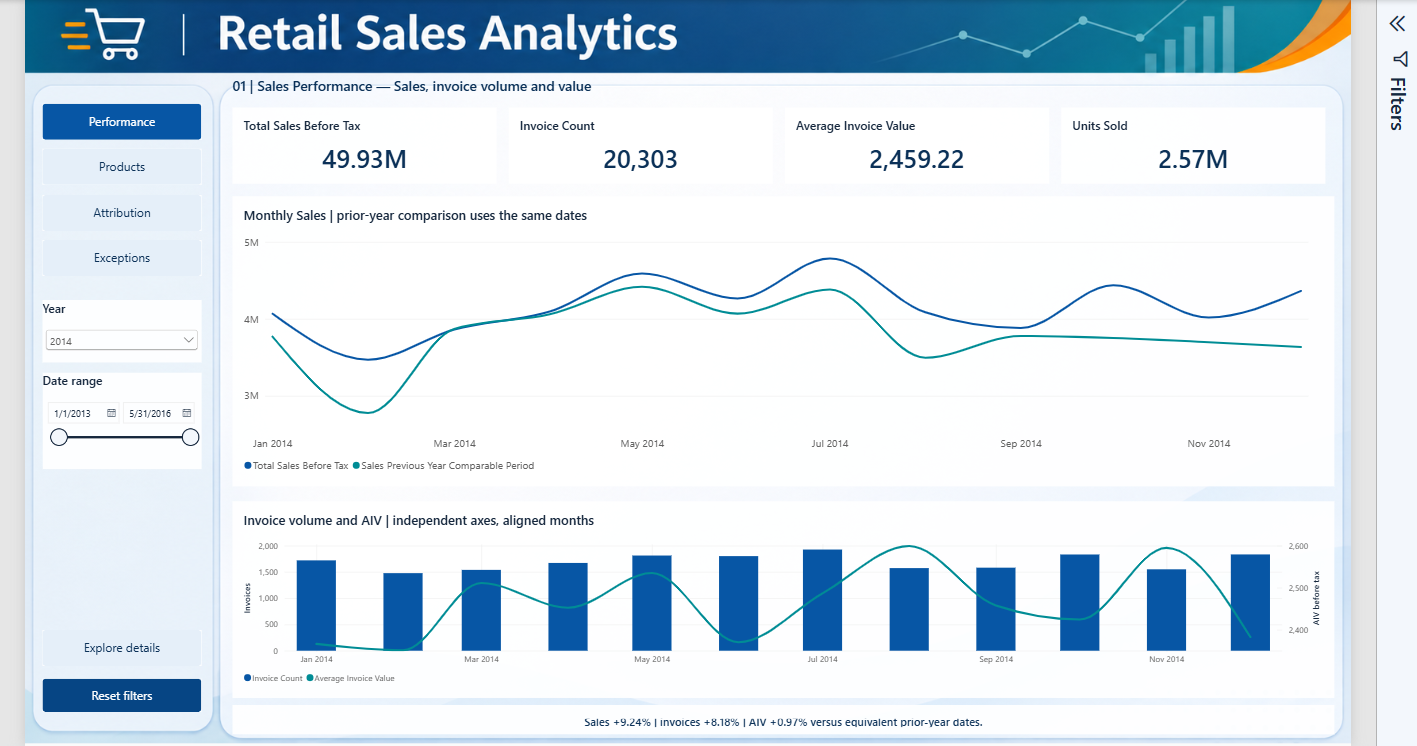 Retail Sales Analytics
Filters
01 | Sales Performance — Sales, invoice volume and value
Performance
Products
Attribution
Exceptions
Year
2014
Date range
1/1/2013 5/31/2016
Explore details
Reset filters
Total Sales Before Tax
49.93M
Invoice Count
20,303
Average Invoice Value
2,459.22
Units Sold
2.57M
Monthly Sales | prior-year comparison uses the same dates
5M
4M
3M
Jan 2014 Mar 2014 May 2014 Jul 2014 Sep 2014 Nov 2014
Total Sales Before Tax Sales Previous Year Comparable Period
Invoice volume and AIV | independent axes, aligned months
Invoices
2,000
1,500
1,000
500
0
2,600
2,500
2,400
AIV before tax
Jan 2014 Mar 2014 May 2014 Jul 2014 Sep 2014 Nov 2014
Invoice Count Average Invoice Value
Sales +9.24% | Invoices +8.18% | AIV +0.97% versus equivalent prior-year dates.